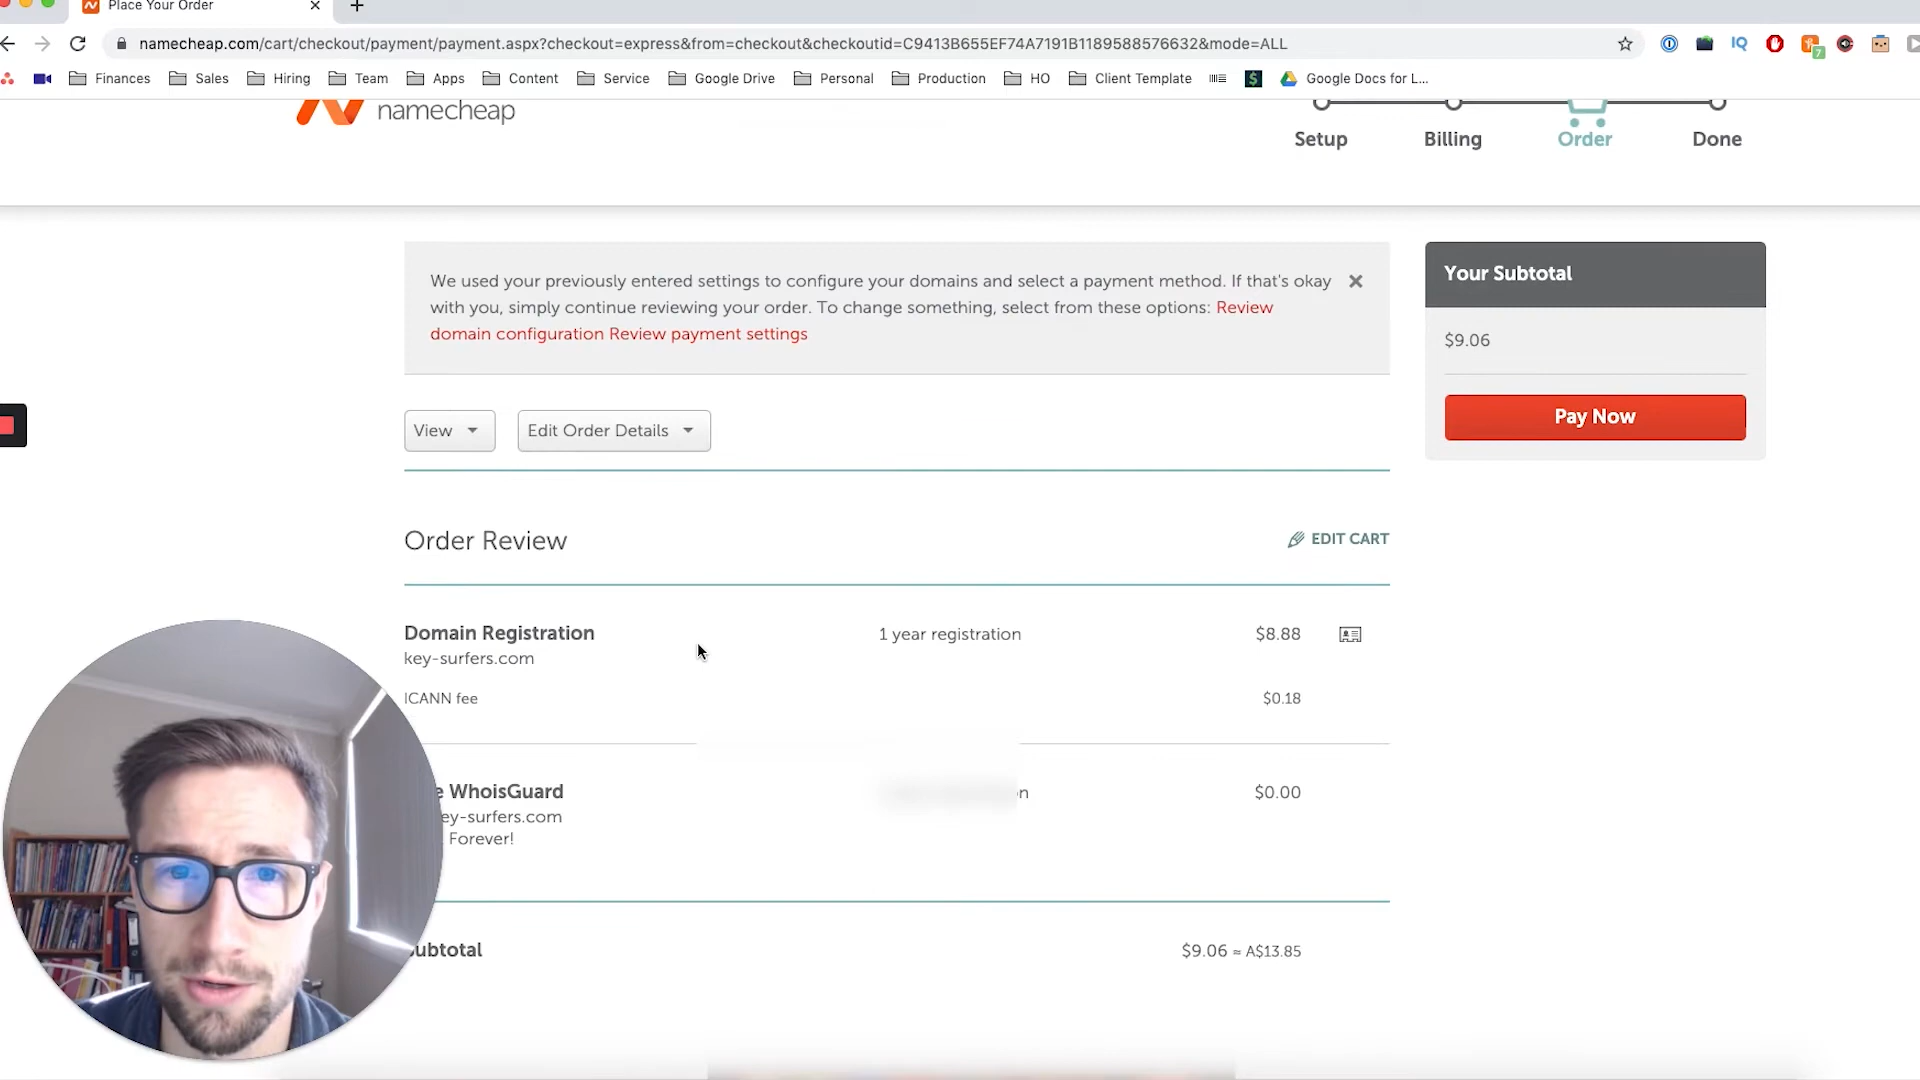 Place Your Order
namecheap.com/cart/checkout/payment/payment.aspx?checkout=express&from=checkout&checkoutid=C9413B655EF74A7191B1189588576632&mode=ALL
7
Finances Sales Hiring Team Apps Content Service Google Drive Personal Production HO Client Template $ Google Docs for L...
namecheap
Setup Billing Order Done
We used your previously entered settings to configure your domains and select a payment method. If that's okay
with you, simply continue reviewing your order. To change something, select from these options: Review
domain configuration Review payment settings
Your Subtotal
$9.06
Pay Now
View Edit Order Details
Order Review EDIT CART
Domain Registration 1 year registration $8.88
key-surfers.com
ICANN fee $0.18
e WhoisGuard n $0.00
ey-surfers.com
Forever!
ubtotal $9.06 ≈ A$13.85